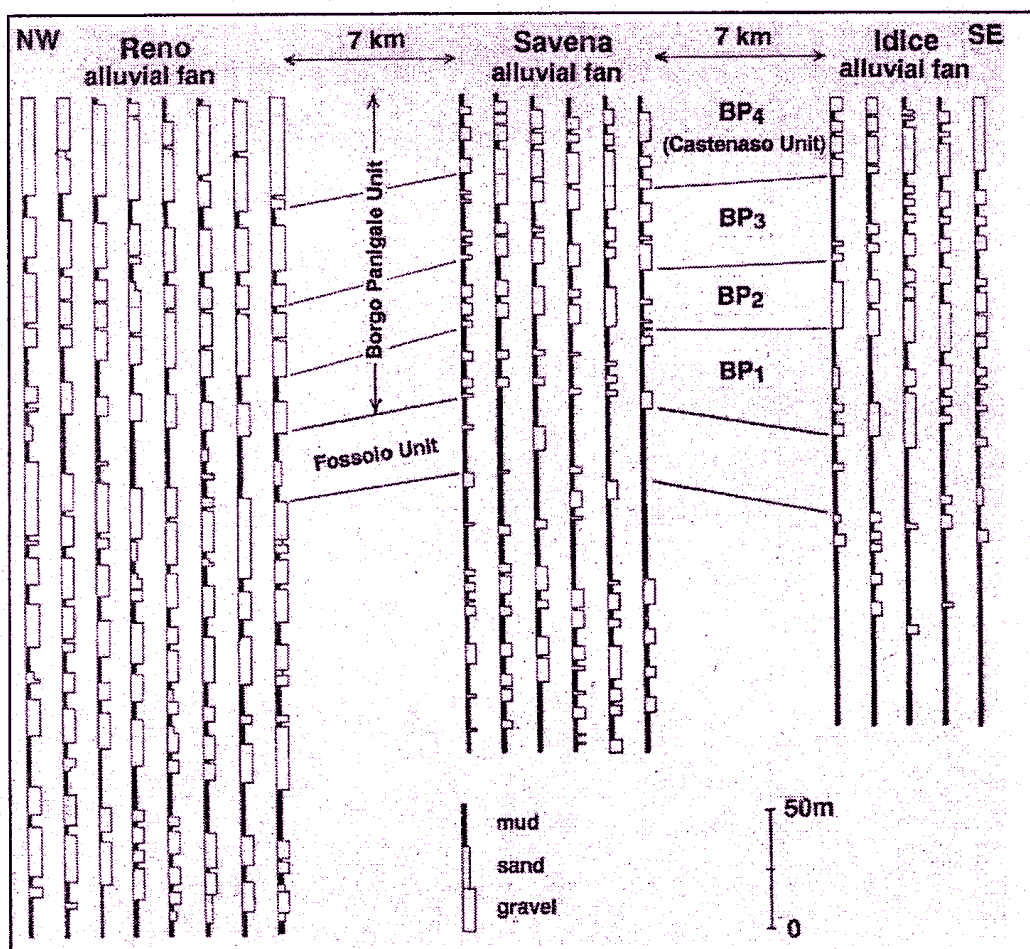 NW
Reno
alluvial fan
7 km
Savena
alluvial fan
7 km
Idice
alluvial fan
SE
Borgo Panigale Unit
BP4
(Castenaso Unit)
BP3
BP2
BP1
Fossolo Unit
mud
sand
gravel
50m
0